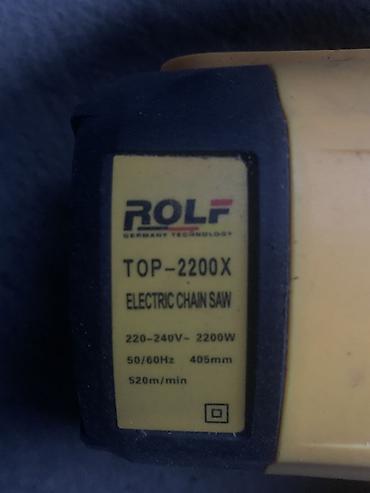 ROLF
GERMANY TECHNOLOGY
TOP-2200X
ELECTRIC CHAIN SAW
220-240V~ 2200W
50/60Hz 405mm
520m/min